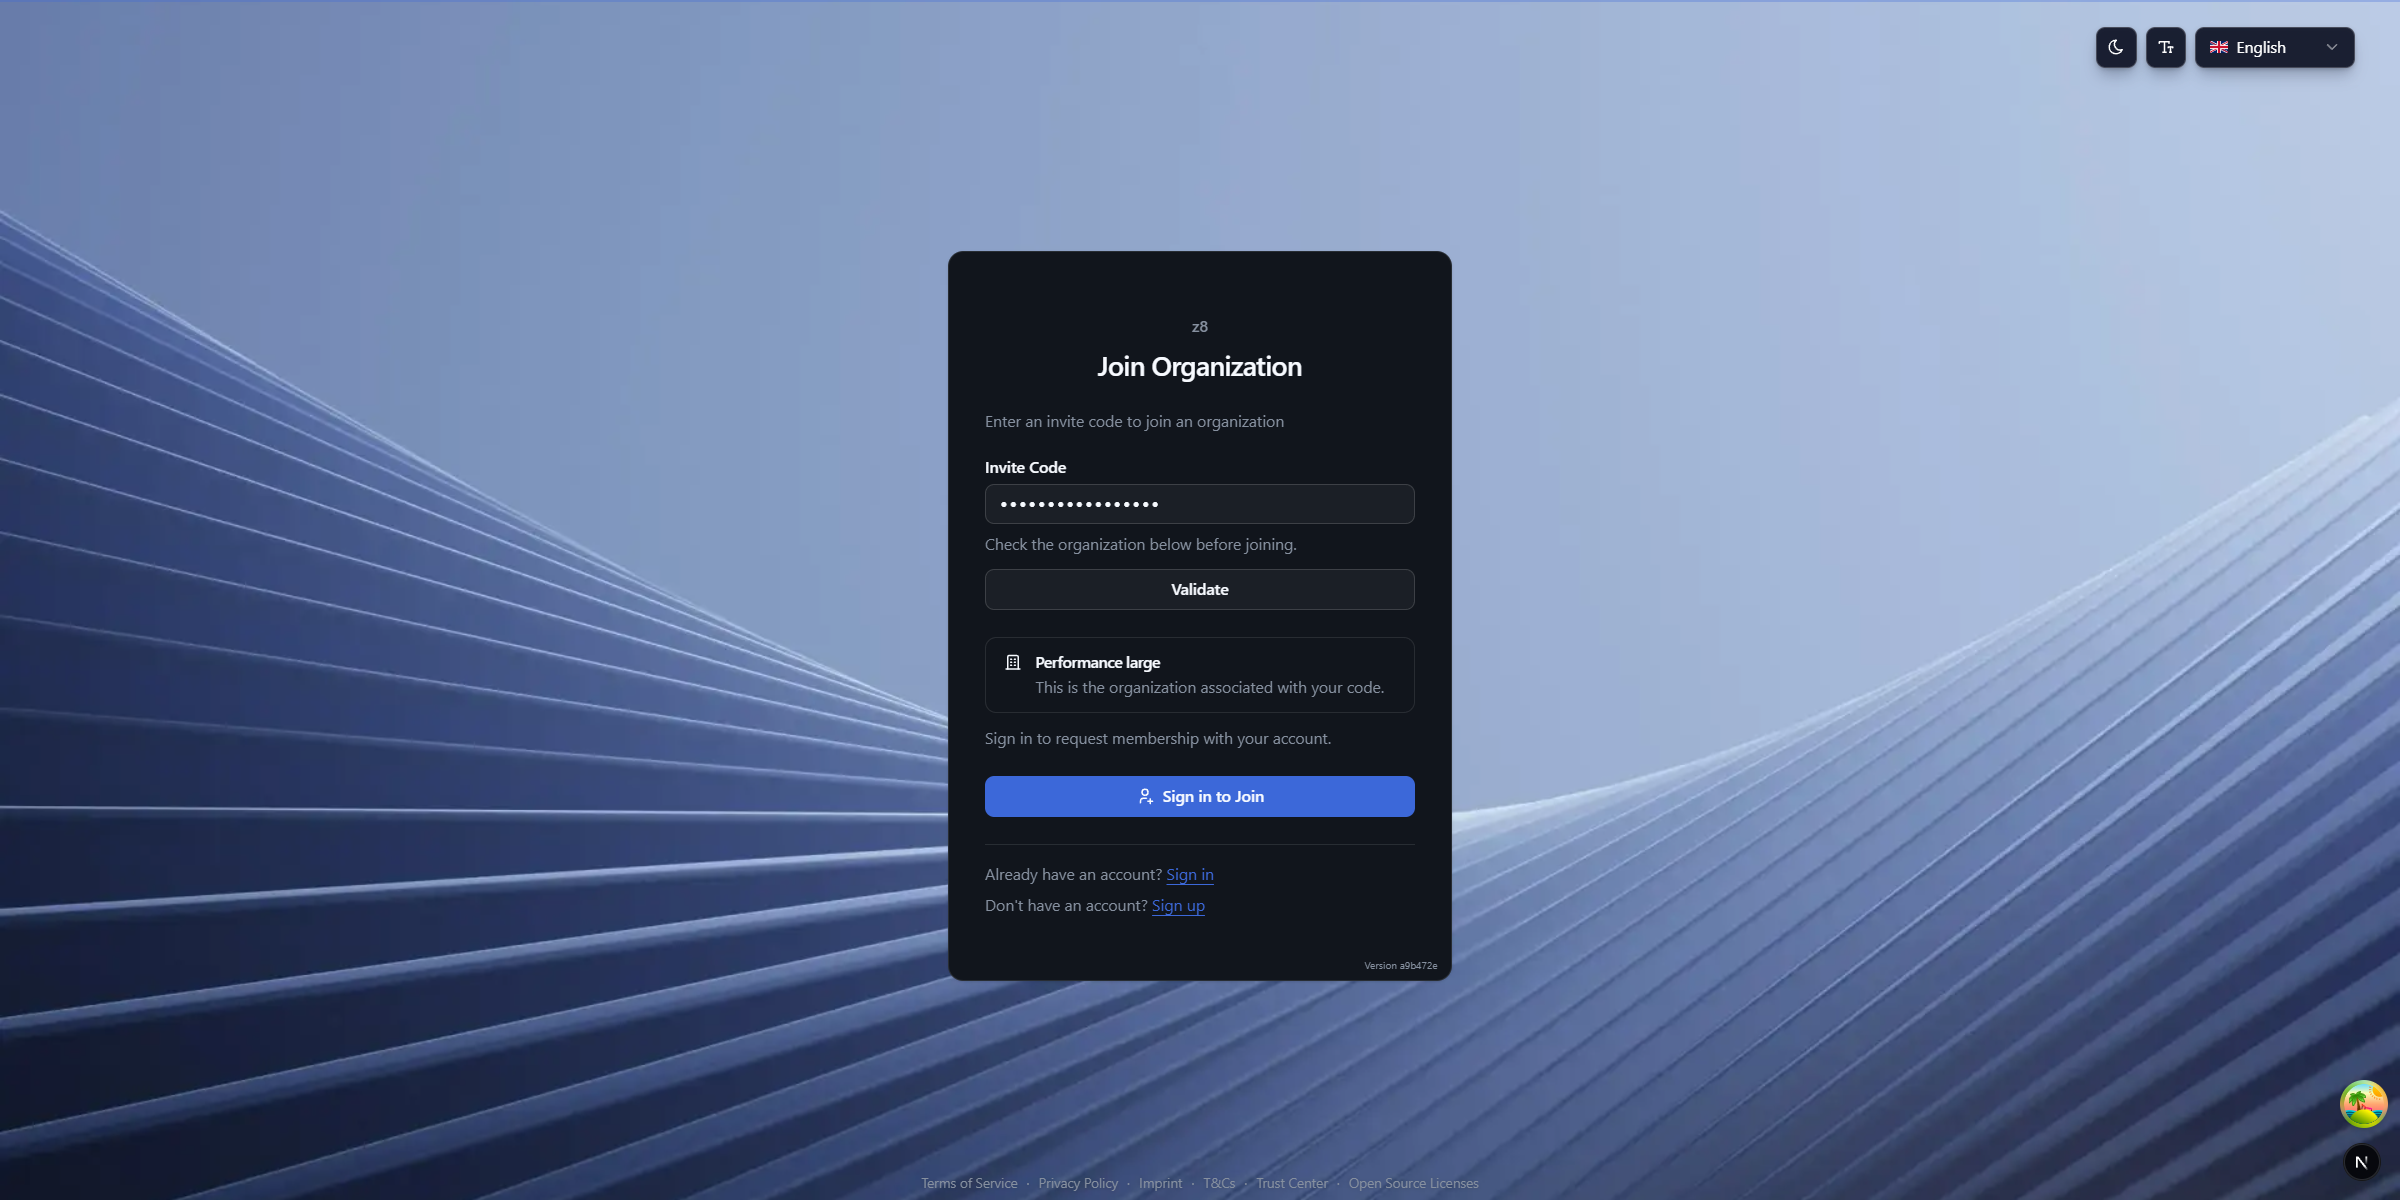 English
z8
Join Organization
Enter an invite code to join an organization
Invite Code
•••••••••••••••••
Check the organization below before joining.
Validate
Performance large
This is the organization associated with your code.
Sign in to request membership with your account.
Sign in to Join
Already have an account? Sign in
Don't have an account? Sign up
Version a9b472e
Terms of Service · Privacy Policy · Imprint · T&Cs · Trust Center · Open Source Licenses